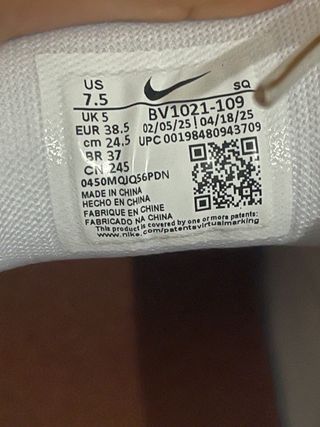 US SQ
7.5 BV1021-109
UK 5 02/05/25 04/18/25
EUR 38.5 UPC 00198480943709
cm 24.5
BR 37
CN 245
0450MQJQ56PDN
MADE IN CHINA
HECHO EN CHINA
FABRIQUE EN CHINE
FABRICADO NA CHINA
This product is covered by one or more patents:
www.nike.com/patentsvirtualmarking